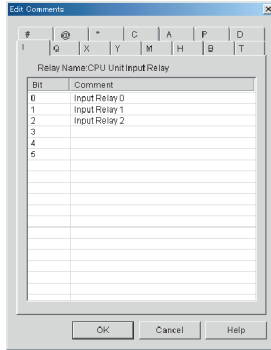 Edit Comments
# @ * C A P D
I Q X Y M H B T
Relay Name:CPU Unit Input Relay
Bit Comment
0 Input Relay 0
1 Input Relay 1
2 Input Relay 2
3
4
5
OK Cancel Help